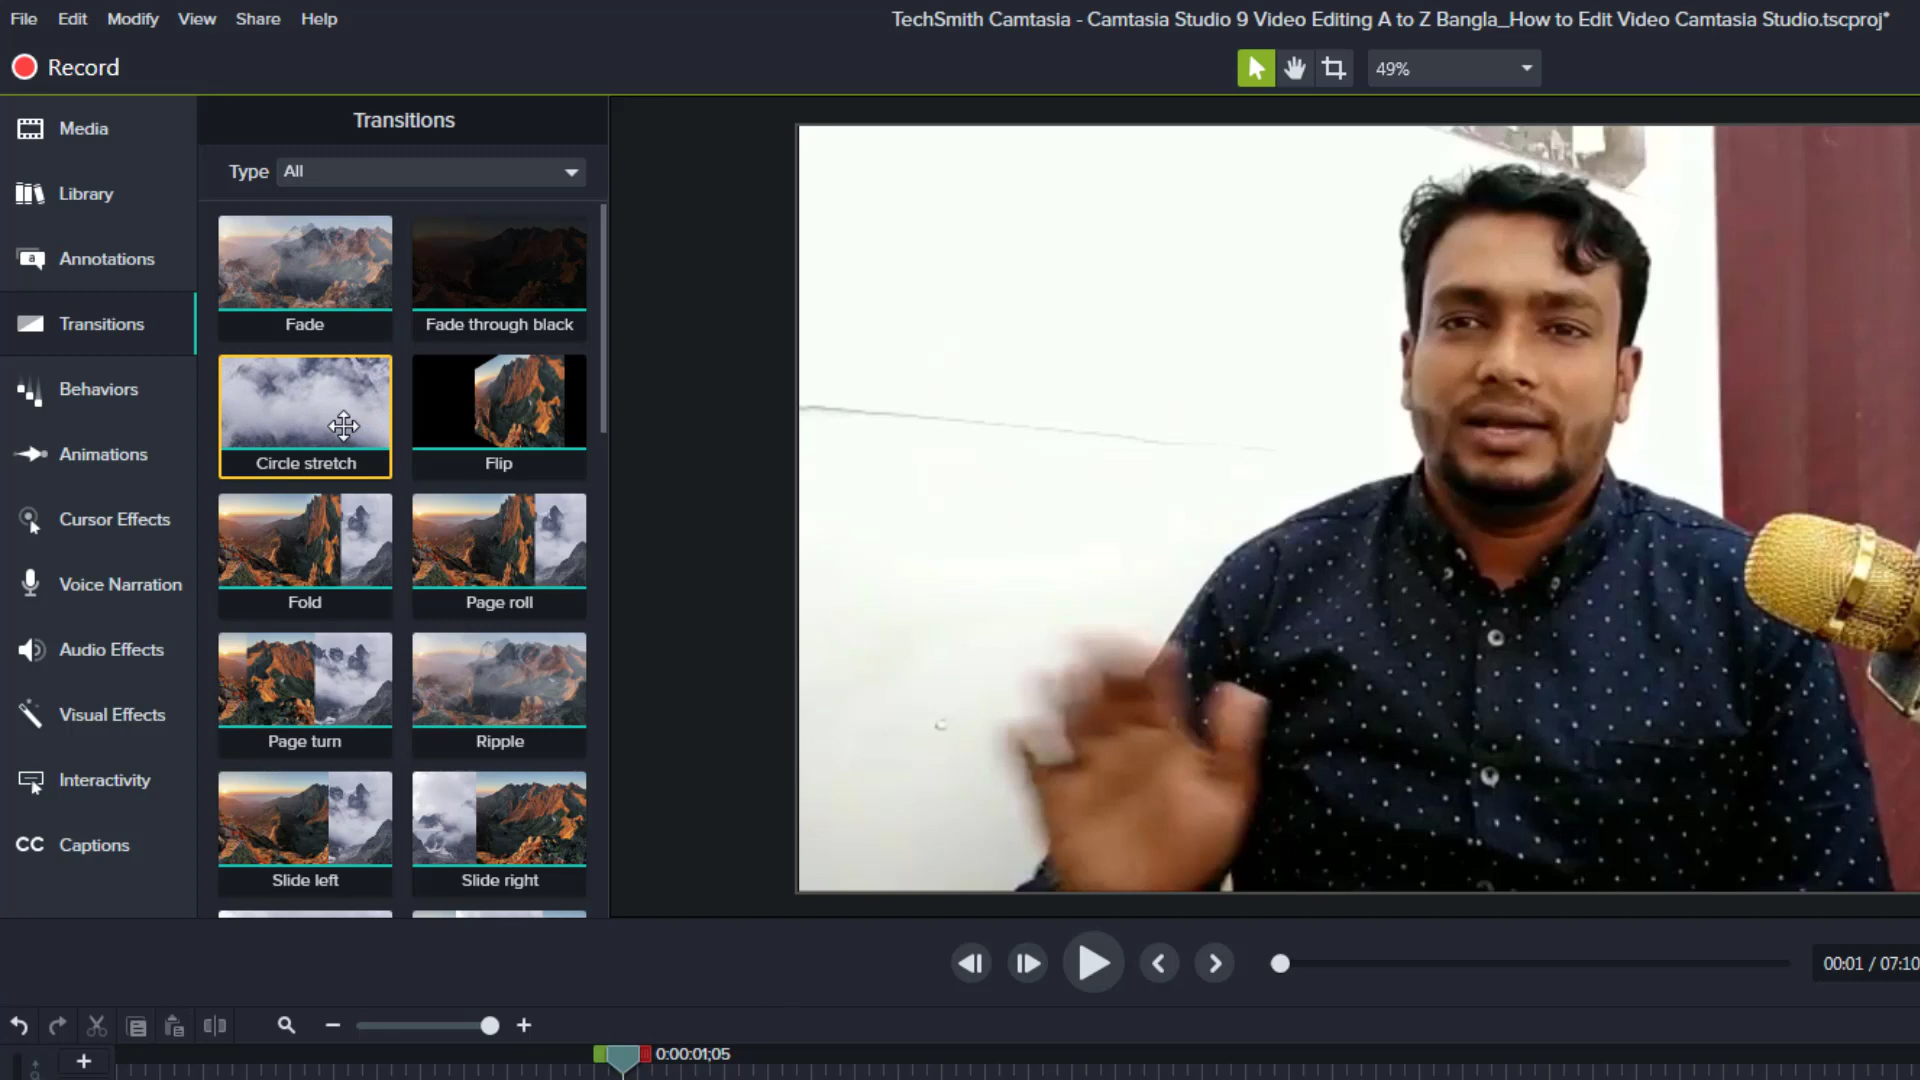 File Edit Modify View Share Help
TechSmith Camtasia - Camtasia Studio 9 Video Editing A to Z Bangla_How to Edit Video Camtasia Studio.tscproj*
Record
49%
Media
Library
Annotations
Transitions
Behaviors
Animations
Cursor Effects
Voice Narration
Audio Effects
Visual Effects
Interactivity
CC Captions
Transitions
Type All
Fade
Fade through black
Circle stretch
Flip
Fold
Page roll
Page turn
Ripple
Slide left
Slide right
00:01 / 07:10
0:00:01;05